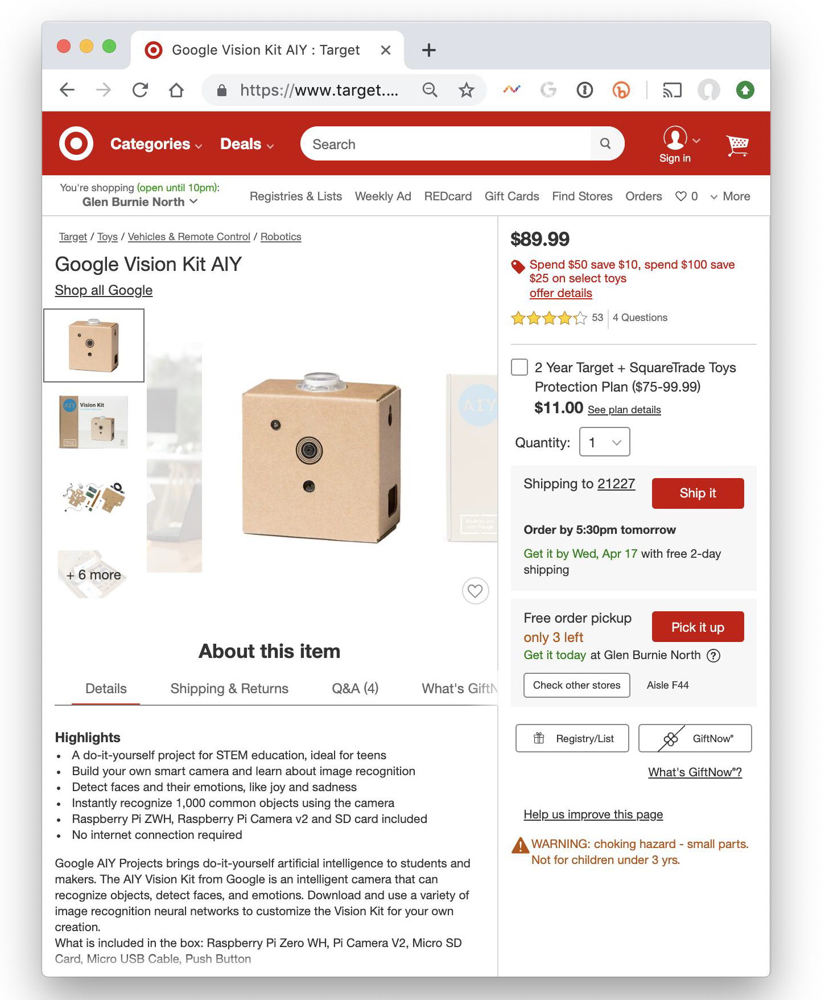 Google Vision Kit AIY : Target
https://www.target....
Categories
Deals
Search
Sign in
You're shopping (open until 10pm):
Glen Burnie North
Registries & Lists
Weekly Ad
REDcard
Gift Cards
Find Stores
Orders
0
More
Target / Toys / Vehicles & Remote Control / Robotics
Google Vision Kit AIY
Shop all Google
AIY
Vision Kit
+ 6 more
AIY
Made by you
with Google
$89.99
Spend $50 save $10, spend $100 save
$25 on select toys
offer details
53
4 Questions
2 Year Target + SquareTrade Toys
Protection Plan ($75-99.99)
$11.00 See plan details
Quantity: 1
Shipping to 21227
Ship it
Order by 5:30pm tomorrow
Get it by Wed, Apr 17 with free 2-day
shipping
Free order pickup
only 3 left
Pick it up
Get it today at Glen Burnie North ?
Check other stores
Aisle F44
Registry/List
GiftNow®
What's GiftNow®?
Help us improve this page
WARNING: choking hazard - small parts.
Not for children under 3 yrs.
About this item
Details
Shipping & Returns
Q&A (4)
What's GiftN
Highlights
• A do-it-yourself project for STEM education, ideal for teens
• Build your own smart camera and learn about image recognition
• Detect faces and their emotions, like joy and sadness
• Instantly recognize 1,000 common objects using the camera
• Raspberry Pi ZWH, Raspberry Pi Camera v2 and SD card included
• No internet connection required
Google AIY Projects brings do-it-yourself artificial intelligence to students and
makers. The AIY Vision Kit from Google is an intelligent camera that can
recognize objects, detect faces, and emotions. Download and use a variety of
image recognition neural networks to customize the Vision Kit for your own
creation.
What is included in the box: Raspberry Pi Zero WH, Pi Camera V2, Micro SD
Card, Micro USB Cable, Push Button